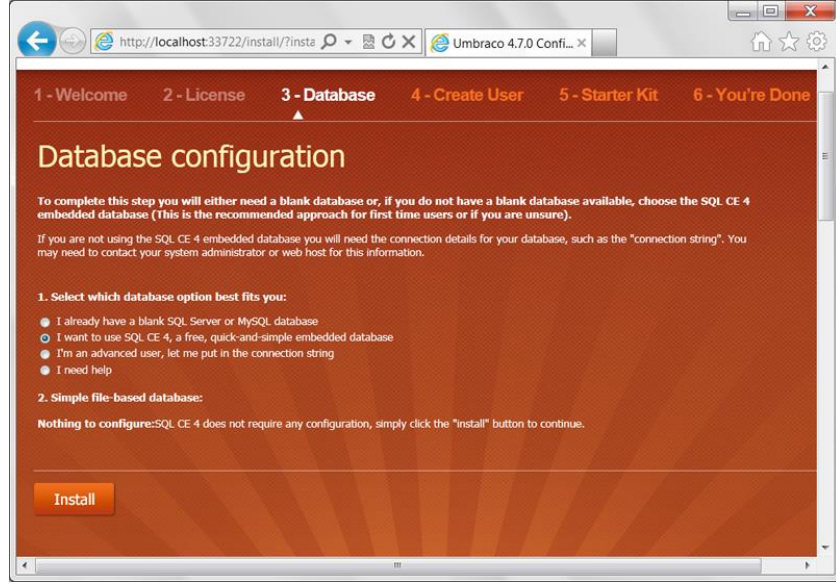 http://localhost:33722/install/?insta
Umbraco 4.7.0 Confi...
1 - Welcome 2 - License 3 - Database 4 - Create User 5 - Starter Kit 6 - You're Done
Database configuration
To complete this step you will either need a blank database or, if you do not have a blank database available, choose the SQL CE 4
embedded database (This is the recommended approach for first time users or if you are unsure).
If you are not using the SQL CE 4 embedded database you will need the connection details for your database, such as the "connection string". You
may need to contact your system administrator or web host for this information.
1. Select which database option best fits you:
I already have a blank SQL Server or MySQL database
I want to use SQL CE 4, a free, quick-and-simple embedded database
I'm an advanced user, let me put in the connection string
I need help
2. Simple file-based database:
Nothing to configure:SQL CE 4 does not require any configuration, simply click the "install" button to continue.
Install